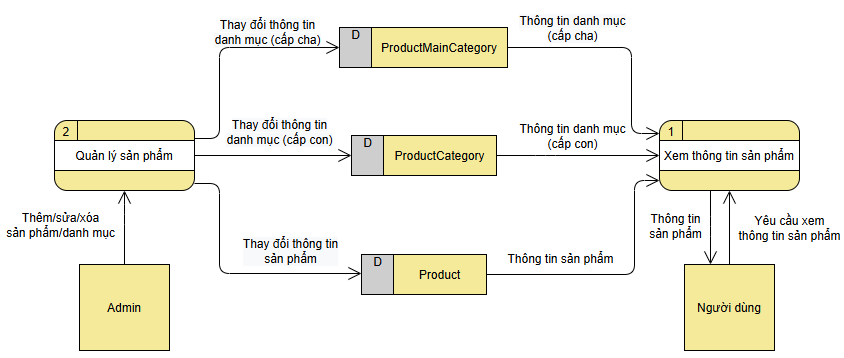 Thay đổi thông tin
danh mục (cấp cha)
D
ProductMainCategory
Thông tin danh mục
(cấp cha)
2
Quản lý sản phẩm
Thay đổi thông tin
danh mục (cấp con)
D
ProductCategory
Thông tin danh mục
(cấp con)
1
Xem thông tin sản phẩm
Thêm/sửa/xóa
sản phẩm/danh mục
Thay đổi thông tin
sản phẩm
D
Product
Thông tin sản phẩm
Thông tin
sản phẩm
Yêu cầu xem
thông tin sản phẩm
Admin
Người dùng